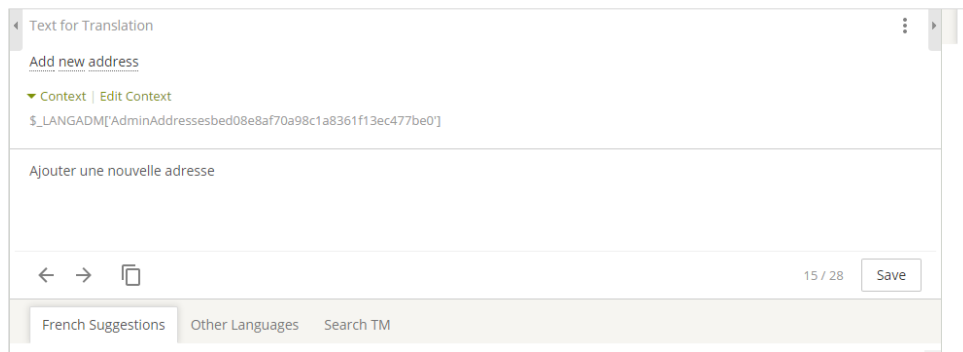 Text for Translation
Add new address
Context | Edit Context
$_LANGADM['AdminAddressesbed08e8af70a98c1a8361f13ec477be0']
Ajouter une nouvelle adresse
15 / 28 Save
French Suggestions Other Languages Search TM